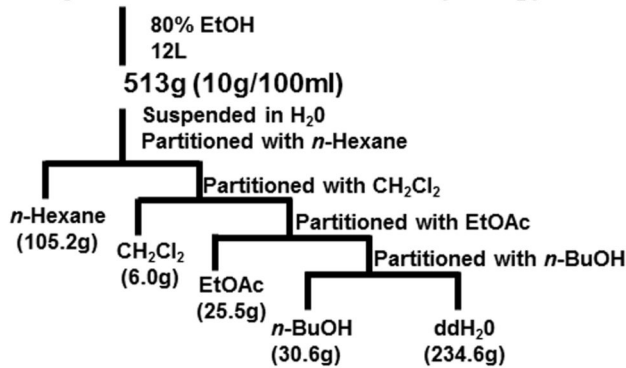 80% EtOH
12L
513g (10g/100ml)
Suspended in H₂0
Partitioned with n-Hexane
Partitioned with CH₂Cl₂
n-Hexane
(105.2g)
Partitioned with EtOAc
CH₂Cl₂
(6.0g)
Partitioned with n-BuOH
EtOAc
(25.5g)
n-BuOH
(30.6g)
ddH₂0
(234.6g)